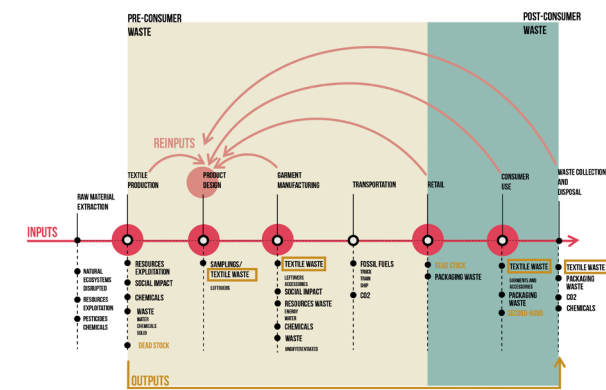 PRE-CONSUMER
WASTE
POST-CONSUMER
WASTE
REINPUTS
RAW MATERIAL
EXTRACTION
TEXTILE
PRODUCTION
PRODUCT
DESIGN
GARMENT
MANUFACTURING
TRANSPORTATION
RETAIL
CONSUMER
USE
WASTE COLLECTION
AND
DISPOSAL
INPUTS
NATURAL
ECOSYSTEMS
DISRUPTED
RESOURCES
EXPLOITATION
PESTICIDES
CHEMICALS
RESOURCES
EXPLOITATION
SOCIAL IMPACT
CHEMICALS
WASTE
WATER
CHEMICALS
SOLID
DEAD STOCK
SAMPLINGS/
TEXTILE WASTE
LEFTOVERS
TEXTILE WASTE
LEFTOVERS
ACCESSORIES
SOCIAL IMPACT
RESOURCES WASTE
ENERGY
WATER
CHEMICALS
WASTE
UNDIFFERENTIATED
FOSSIL FUELS
TRUCK
TRAIN
SHIP
CO2
DEAD STOCK
PACKAGING WASTE
TEXTILE WASTE
GARMENTS AND
ACCESSORIES
PACKAGING
WASTE
SECOND-HAND
TEXTILE WASTE
PACKAGING
WASTE
CO2
CHEMICALS
OUTPUTS